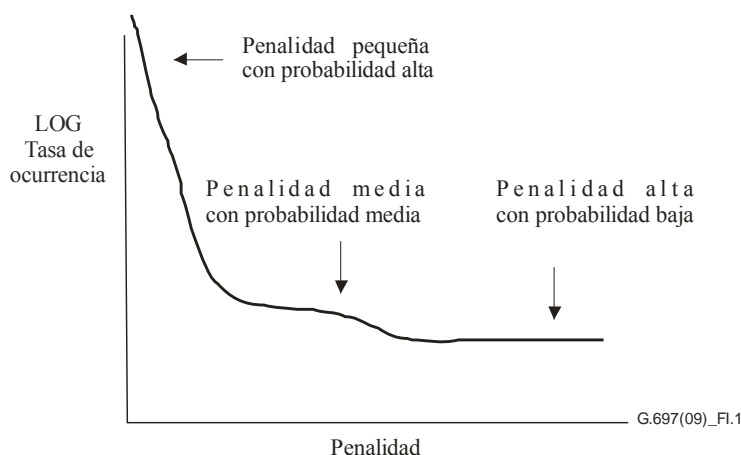 Penalidad pequeña
con probabilidad alta
LOG
Tasa de
ocurrencia
Penalidad media
con probabilidad media
Penalidad alta
con probabilidad baja
G.697(09)_FI.1
Penalidad